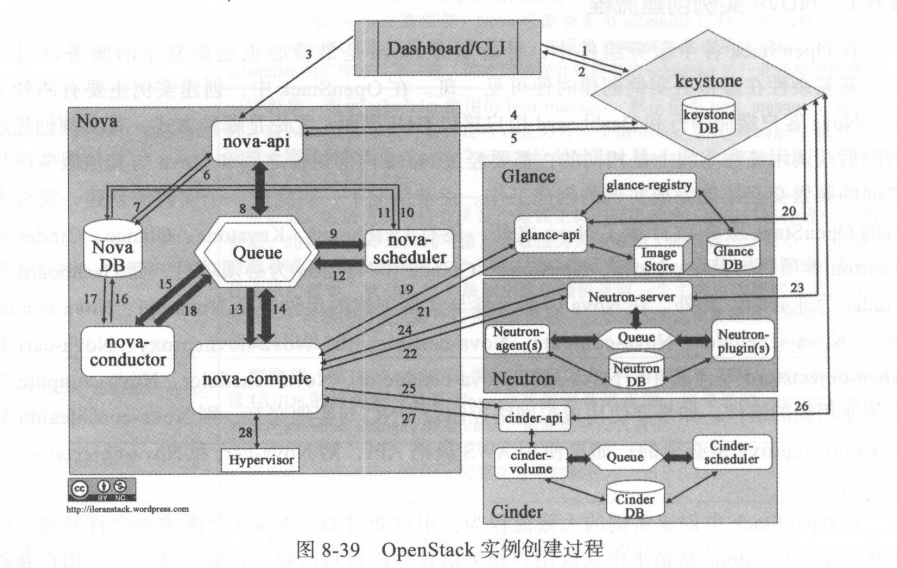 Dashboard/CLI
1
2
3
keystone
keystone
DB
4
5
Nova
nova-api
6
7
8
9
10
11
12
Nova
DB
Queue
nova-
scheduler
13
14
15
16
17
18
nova-
conductor
nova-compute
28
Hypervisor
Glance
glance-registry
glance-api
Image
Store
Glance
DB
19
20
21
22
23
24
Neutron-server
Neutron-
agent(s)
Queue
Neutron-
plugin(s)
Neutron
DB
Neutron
25
26
27
cinder-api
cinder-
volume
Queue
Cinder-
scheduler
Cinder
DB
Cinder
cc
BY NC
http://ilearnstack.wordpress.com
图 8-39 OpenStack 实例创建过程